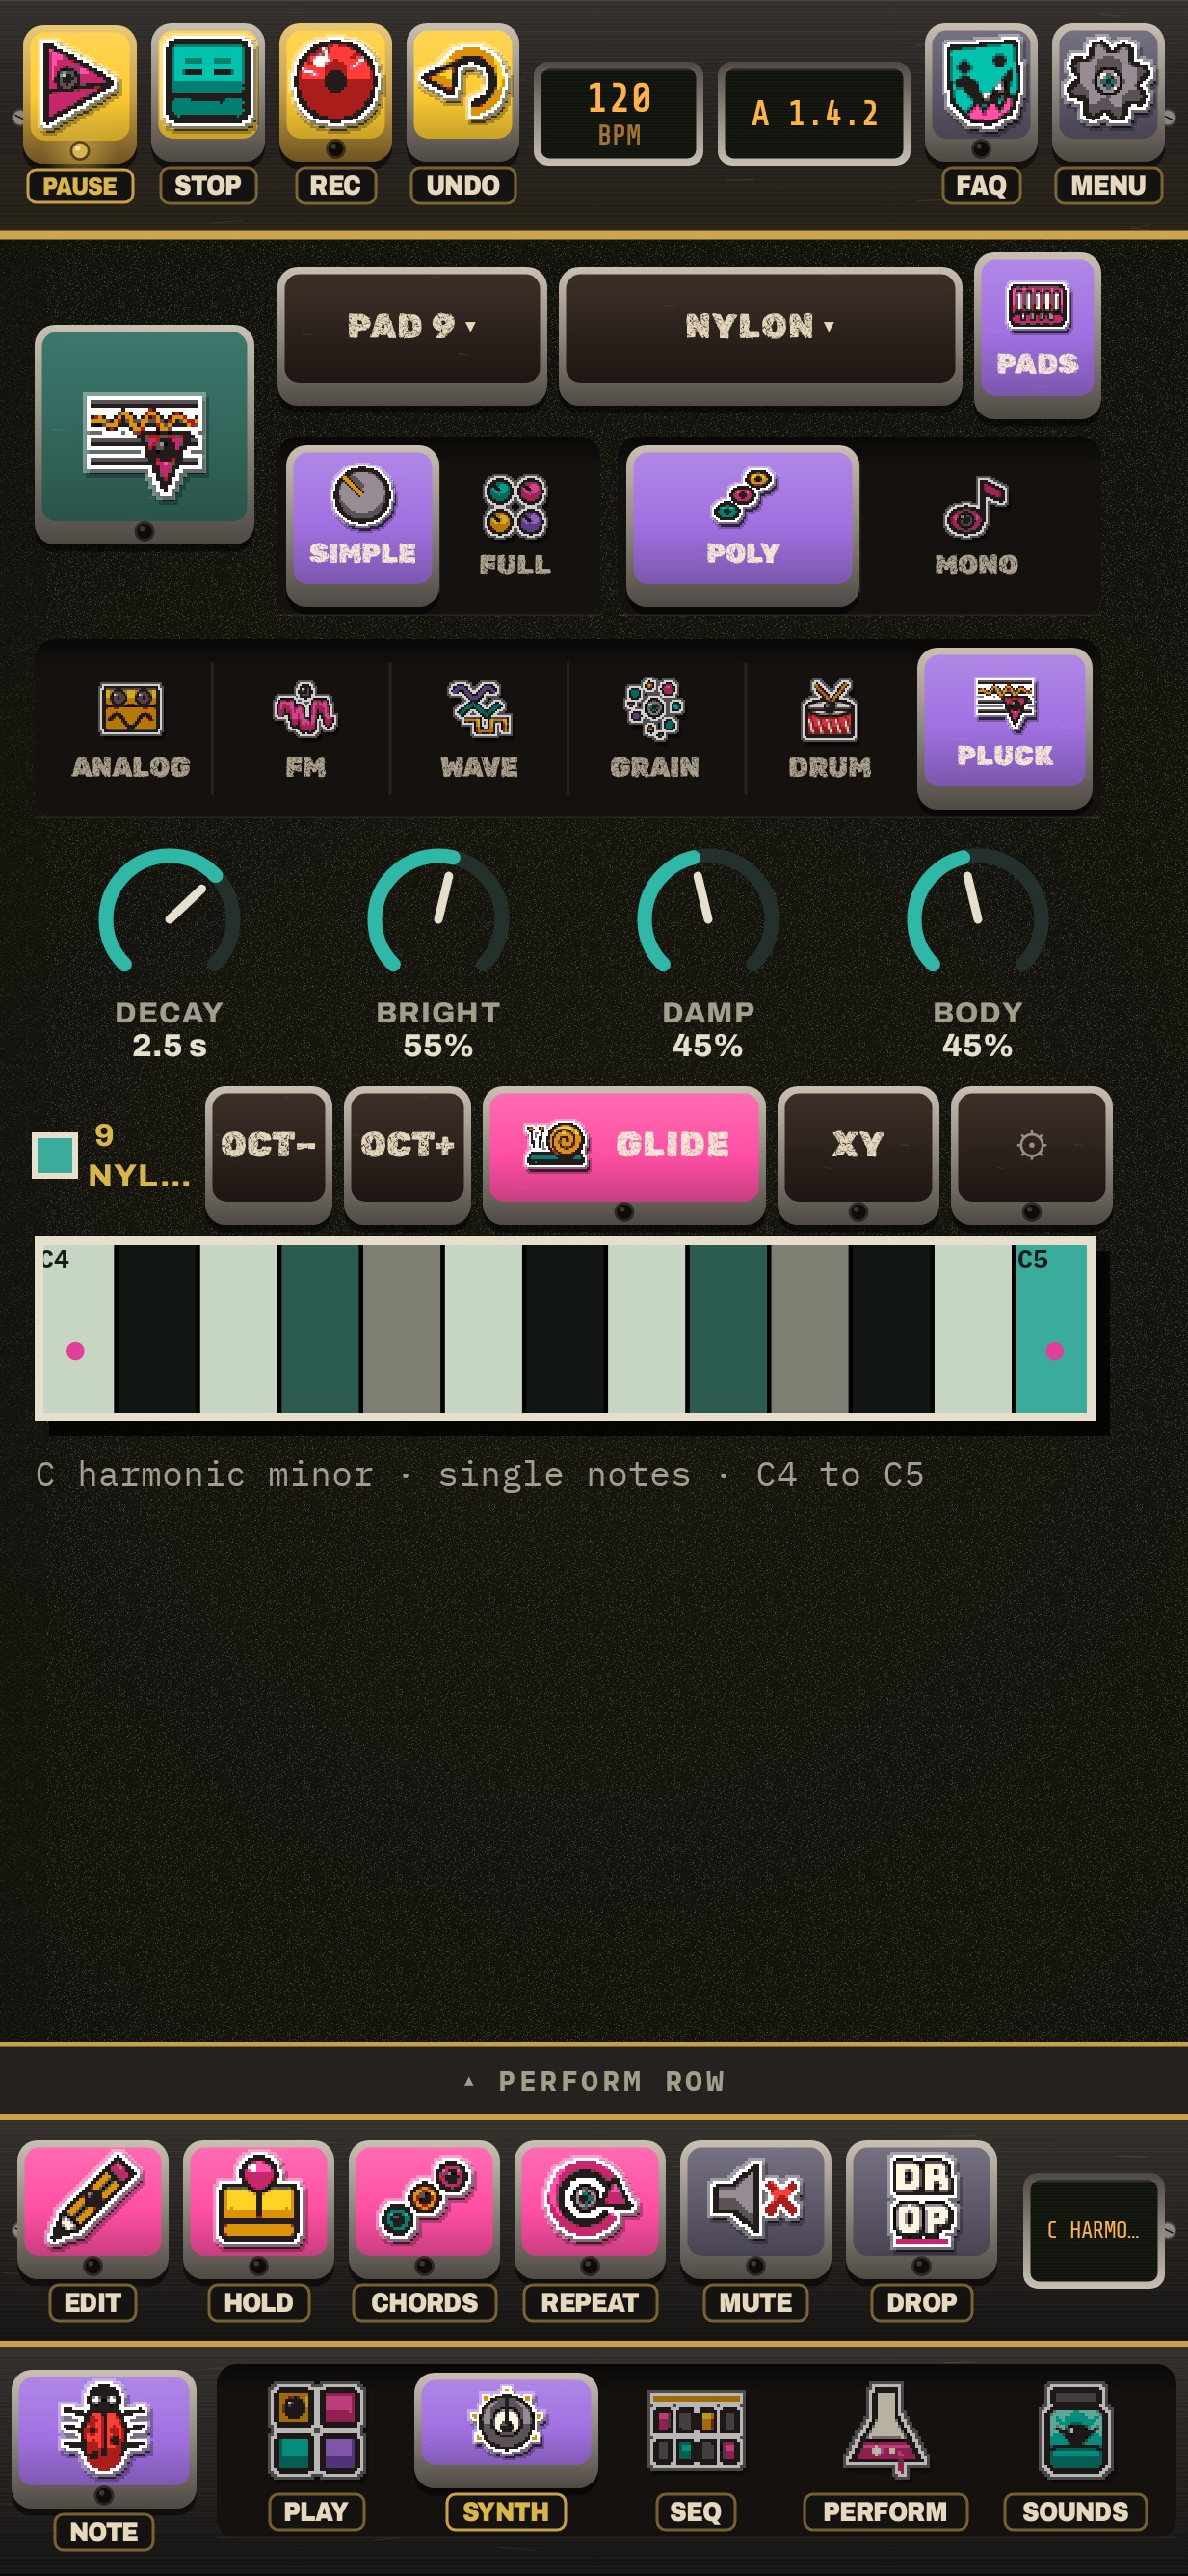 120
BPM
A 1.4.2
PAUSE
STOP
REC
UNDO
FAQ
MENU
PAD 9 ▾
NYLON ▾
PADS
SIMPLE
FULL
POLY
MONO
ANALOG
FM
WAVE
GRAIN
DRUM
PLUCK
DECAY
2.5 s
BRIGHT
55%
DAMP
45%
BODY
45%
9
NYL...
OCT-
OCT+
GLIDE
XY
C4
C5
C harmonic minor · single notes · C4 to C5
▴ PERFORM ROW
DR
OP
C HARMO...
EDIT
HOLD
CHORDS
REPEAT
MUTE
DROP
NOTE
PLAY
SYNTH
SEQ
PERFORM
SOUNDS